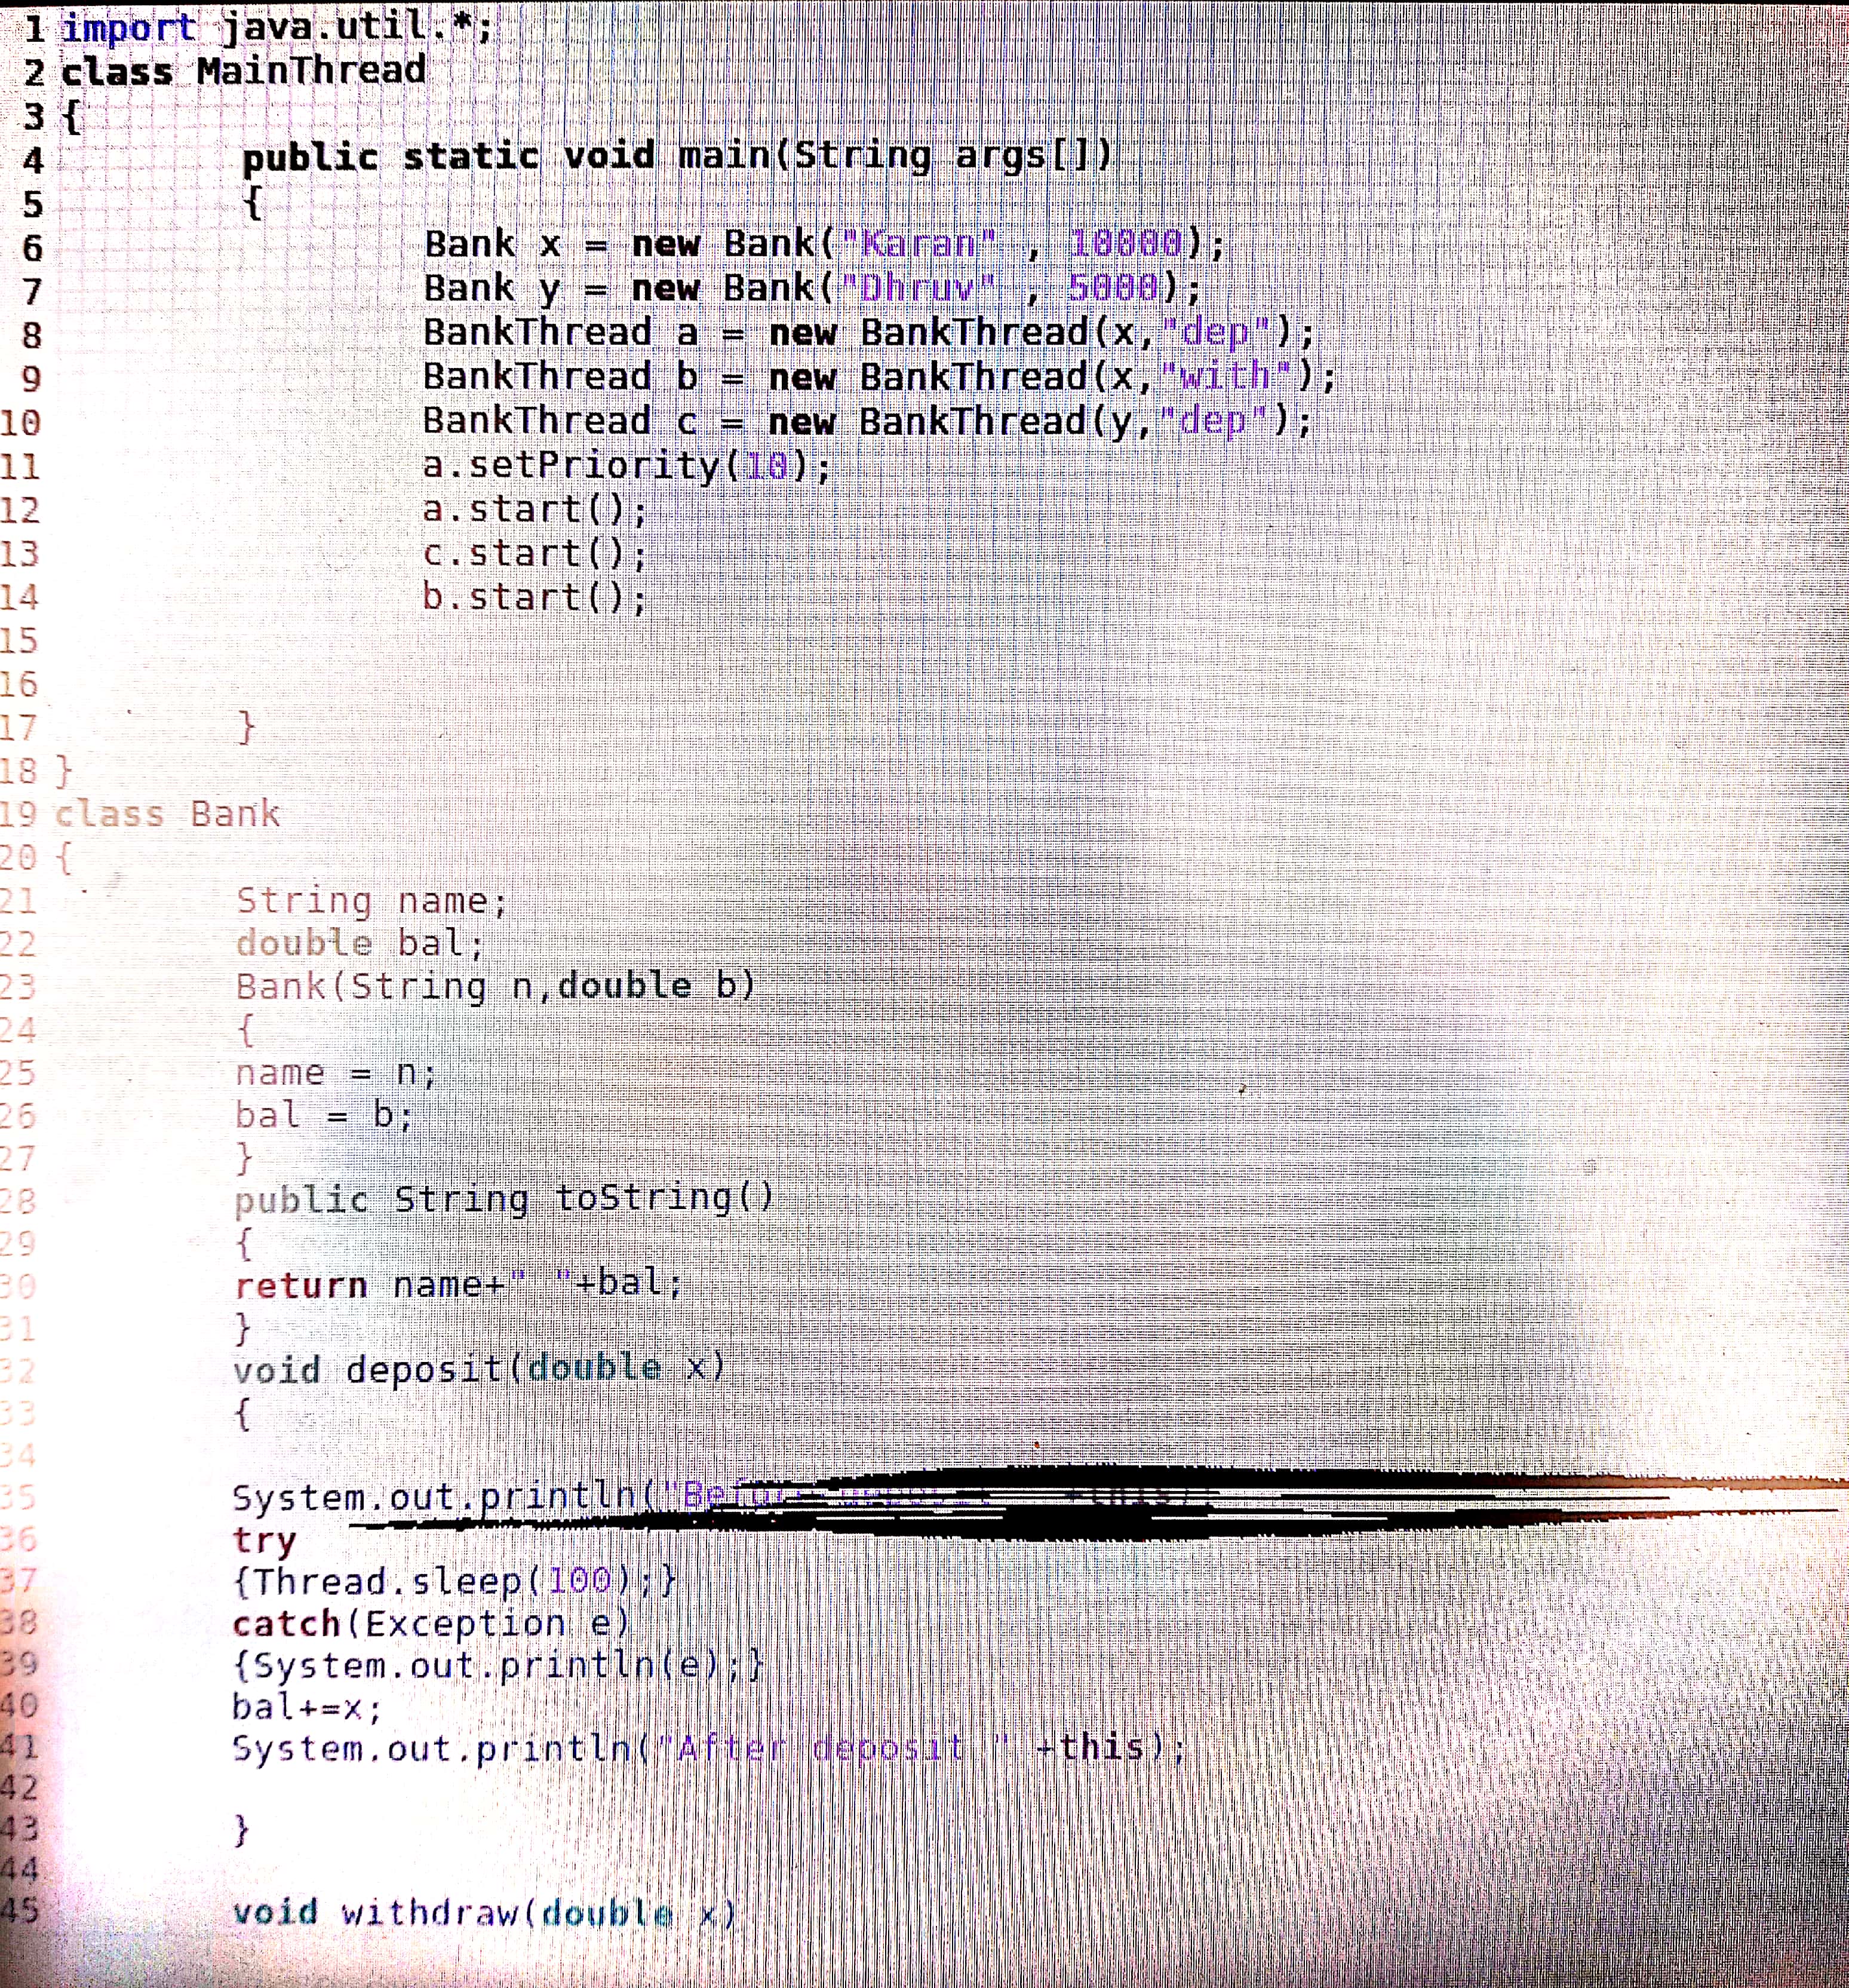 1 import java.util.*;
2 class MainThread
3 {
4 public static void main(String args[])
5 {
6 Bank x = new Bank("Karan" , 10000);
7 Bank y = new Bank("Dhruv" , 5000);
8 BankThread a = new BankThread(x,"dep");
9 BankThread b = new BankThread(x,"with");
10 BankThread c = new BankThread(y,"dep");
11 a.setPriority(10);
12 a.start();
13 c.start();
14 b.start();
15
16
17 }
18 }
19 class Bank
20 {
21 String name;
22 double bal;
23 Bank(String n,double b)
24 {
25 name = n;
26 bal = b;
27 }
28 public String toString()
29 {
30 return name+" "+bal;
31 }
32 void deposit(double x)
33 {
34
35 System.out.println(
36 try
37 {Thread.sleep(100);}
38 catch(Exception e)
39 {System.out.println(e);}
40 bal+=x;
41 System.out.println("After deposit " +this);
42
43 }
44
45 void withdraw(double x)